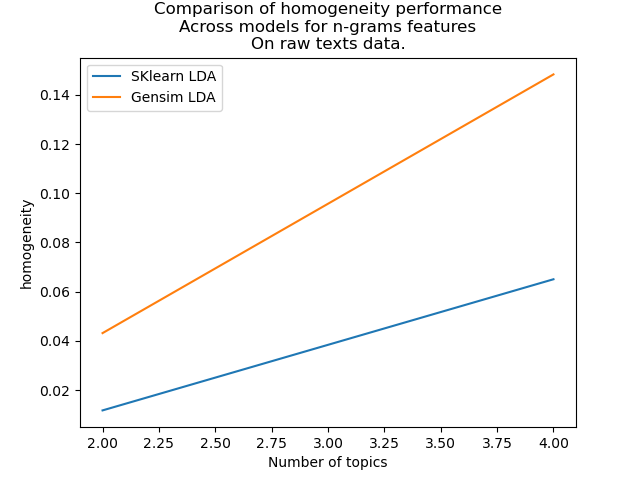 Comparison of homogeneity performance
Across models for n-grams features
On raw texts data.
SKlearn LDA
Gensim LDA
0.14
0.12
0.10
0.08
0.06
0.04
0.02
homogeneity
2.00 2.25 2.50 2.75 3.00 3.25 3.50 3.75 4.00
Number of topics